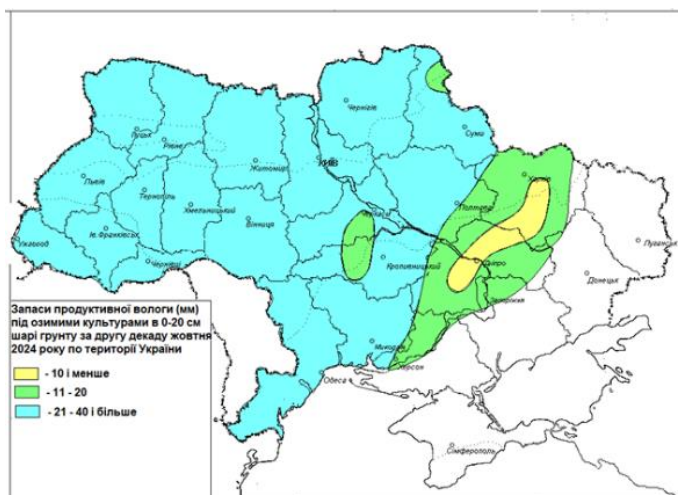 Чернігів
Суми
Луцьк
Рівне
Житомир
КИЇВ
Львів
Тернопіль
Хмельницький
Вінниця
Черкаси
Полтава
Харків
Ужгород
Ів. Франківськ
Чернівці
Кропивницький
Дніпро
Луганськ
Донецьк
Запоріжжя
Миколаїв
Херсон
Одеса
Сімферополь
Запаси продуктивної вологи (мм)
під озимими культурами в 0-20 см
шарі грунту за другу декаду жовтня
2024 року по території України
- 10 і менше
- 11 - 20
- 21 - 40 і більше